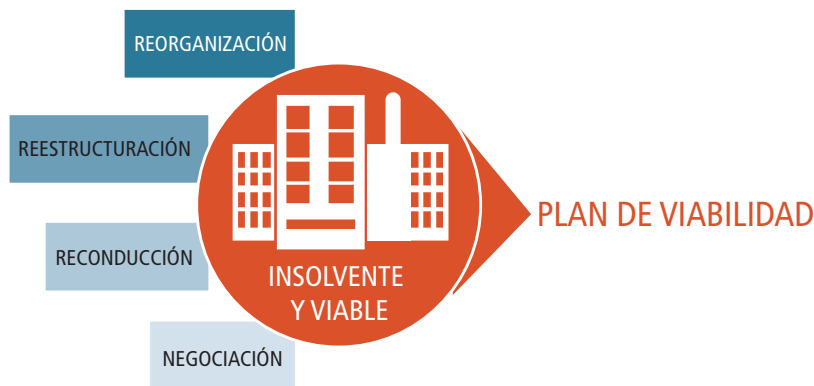 REORGANIZACIÓN
REESTRUCTURACIÓN
RECONDUCCIÓN
NEGOCIACIÓN
INSOLVENTE
Y VIABLE
PLAN DE VIABILIDAD